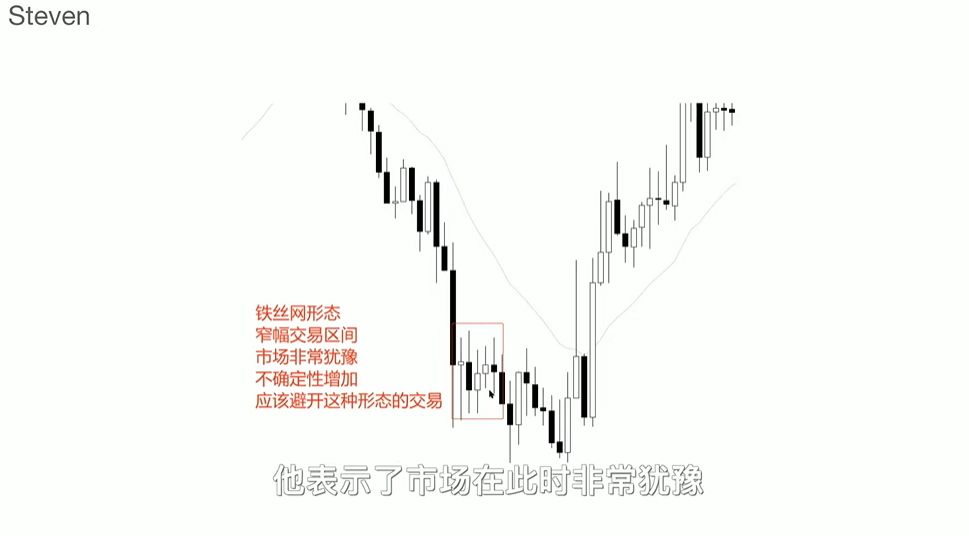 Steven
铁丝网形态
窄幅交易区间
市场非常犹豫
不确定性增加
应该避开这种形态的交易
他表示了市场在此时非常犹豫